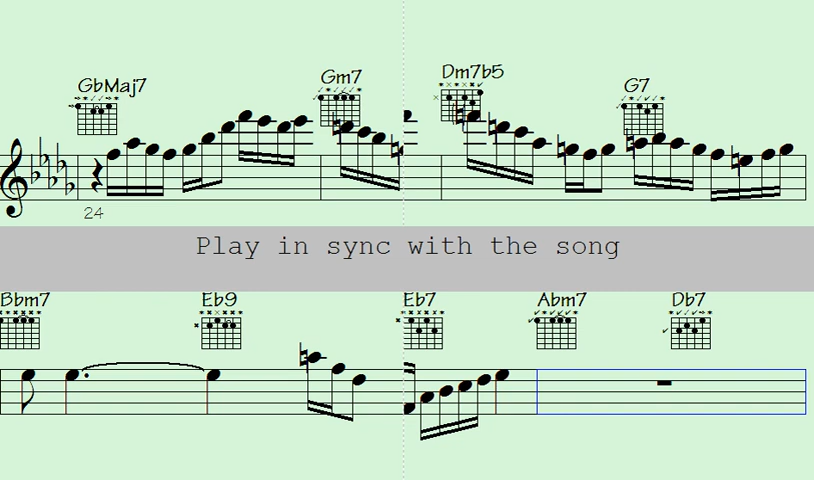 GbMaj7 Gm7 Dm7b5 G7
24
Play in sync with the song
Bbm7 Eb9 Eb7 Abm7 Db7